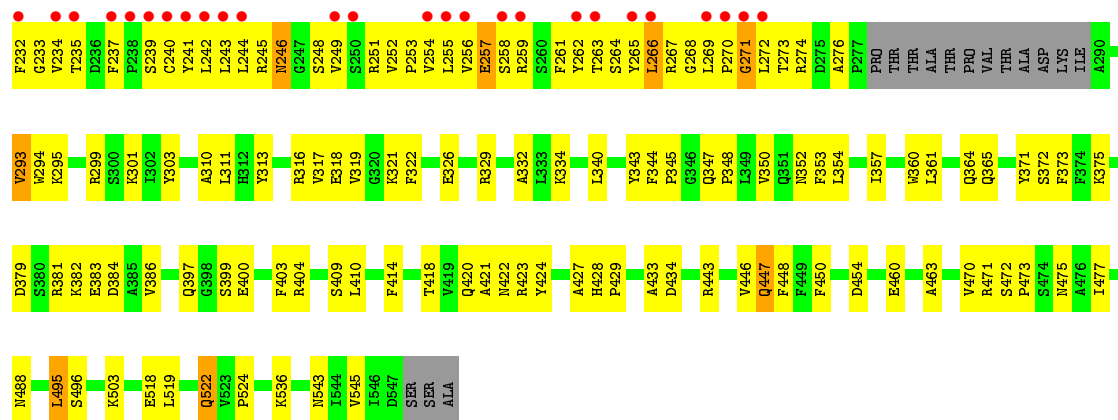 F232 G233 V234 T235 D236 F237 P238 S239 C240 Y241 L242 L243 L244 R245 N246 G247 S248 V249 S250 R251 V252 P253 V254 L255 V256 E257 S258 R259 S260 F261 Y262 T263 S264 Y265 L266 R267 G268 L269 P270 G271 L272 T273 R274 D275 A276 P277 PRO THR THR ALA THR PRO VAL THR ALA ASP LYS ILE A290
V293 W294 K295 R299 S300 K301 I302 Y303 A310 L311 H312 Y313 R316 V317 E318 V319 G320 K321 F322 E326 R329 A332 L333 K334 L340 Y343 F344 P345 G346 Q347 P348 L349 V350 Q351 N352 F353 L354 I357 W360 L361 Q364 Q365 Y371 S372 F373 F374 K375
D379 S380 R381 K382 E383 D384 A385 V386 Q397 G398 S399 E400 F403 R404 S409 L410 F414 T418 V419 Q420 A421 N422 R423 Y424 A427 H428 P429 A433 D434 R443 V446 Q447 F448 F449 F450 D454 E460 A463 V470 R471 S472 P473 S474 N475 A476 I477
N488 L495 S496 K503 E518 L519 Q522 V523 P524 K536 N543 I544 V545 I546 D547 SER SER ALA